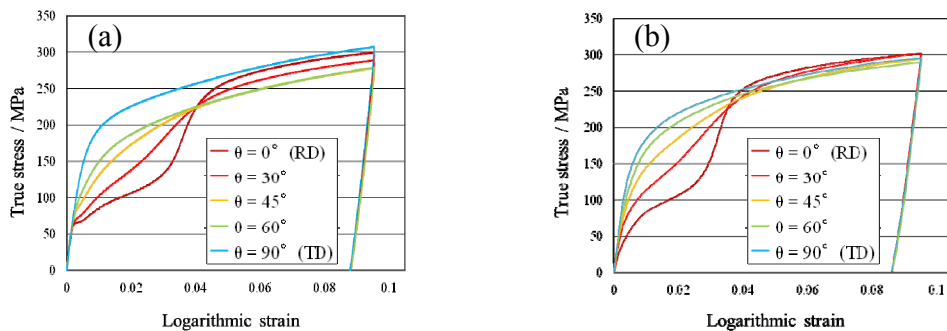 (a)
True stress / MPa
350
300
250
200
150
100
50
0
θ = 0° (RD)
θ = 30°
θ = 45°
θ = 60°
θ = 90° (TD)
0 0.02 0.04 0.06 0.08 0.1
Logarithmic strain
(b)
True stress / MPa
350
300
250
200
150
100
50
0
θ = 0° (RD)
θ = 30°
θ = 45°
θ = 60°
θ = 90° (TD)
0 0.02 0.04 0.06 0.08 0.1
Logarithmic strain